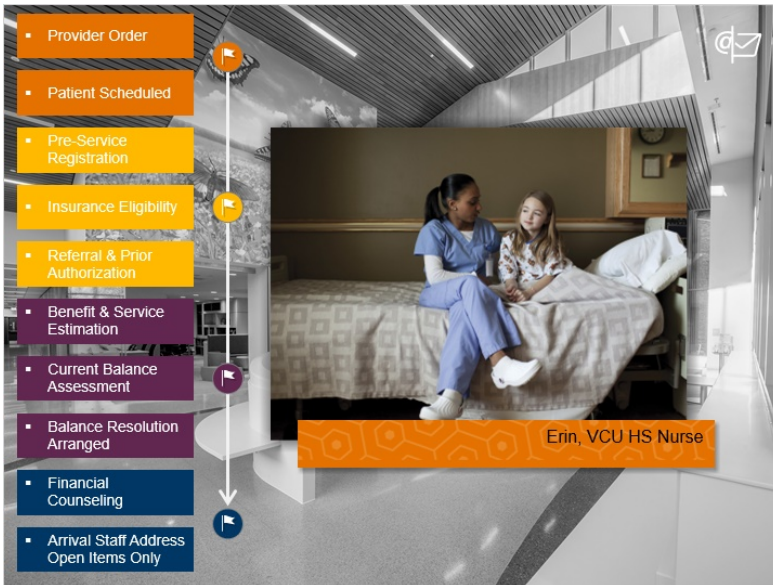 Provider Order
Patient Scheduled
Pre-Service
Registration
Insurance Eligibility
Referral & Prior
Authorization
Benefit & Service
Estimation
Current Balance
Assessment
Balance Resolution
Arranged
Financial
Counseling
Arrival Staff Address
Open Items Only
Erin, VCU HS Nurse